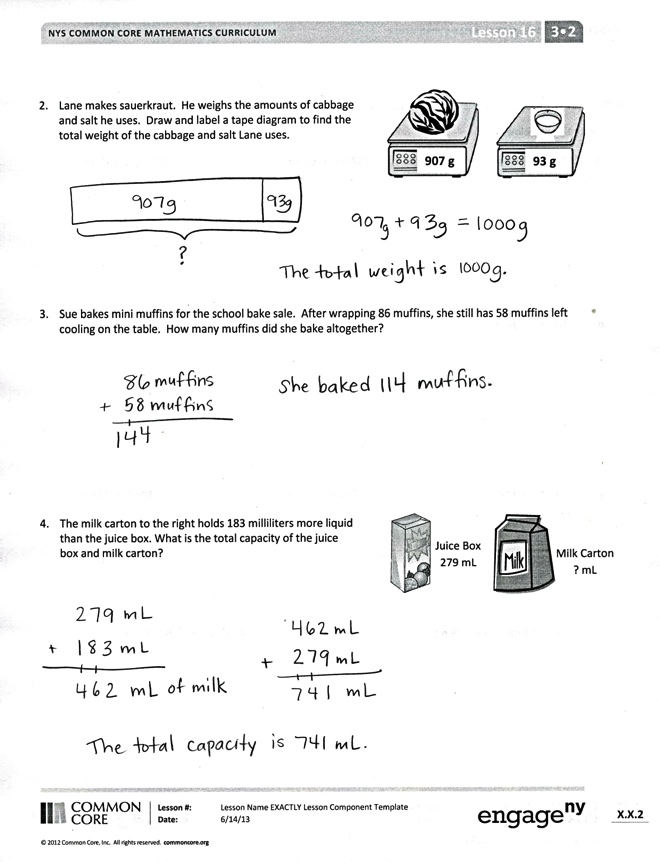 NYS COMMON CORE MATHEMATICS CURRICULUM Lesson 16 3•2
2. Lane makes sauerkraut. He weighs the amounts of cabbage
and salt he uses. Draw and label a tape diagram to find the
total weight of the cabbage and salt Lane uses.
907 g 93 g
907g 93g
?
907g + 93g = 1000g
The total weight is 1000g.
3. Sue bakes mini muffins for the school bake sale. After wrapping 86 muffins, she still has 58 muffins left
cooling on the table. How many muffins did she bake altogether?
86 muffins
+ 58 muffins
144
She baked 114 muffins.
4. The milk carton to the right holds 183 milliliters more liquid
than the juice box. What is the total capacity of the juice
box and milk carton?
Juice Box
279 mL
Milk
Milk Carton
? mL
279 mL
+ 183 mL
462 mL of milk
462 mL
+ 279 mL
741 mL
The total capacity is 741 mL.
COMMON
CORE
Lesson #: Lesson Name EXACTLY Lesson Component Template
Date: 6/14/13
engage ny
X.X.2
© 2012 Common Core, Inc. All rights reserved. commoncore.org